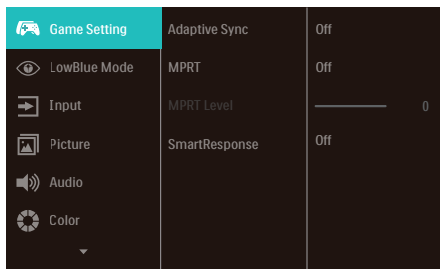 Game Setting
Adaptive Sync
Off
LowBlue Mode
MPRT
Off
Input
MPRT Level
0
Picture
SmartResponse
Off
Audio
Color